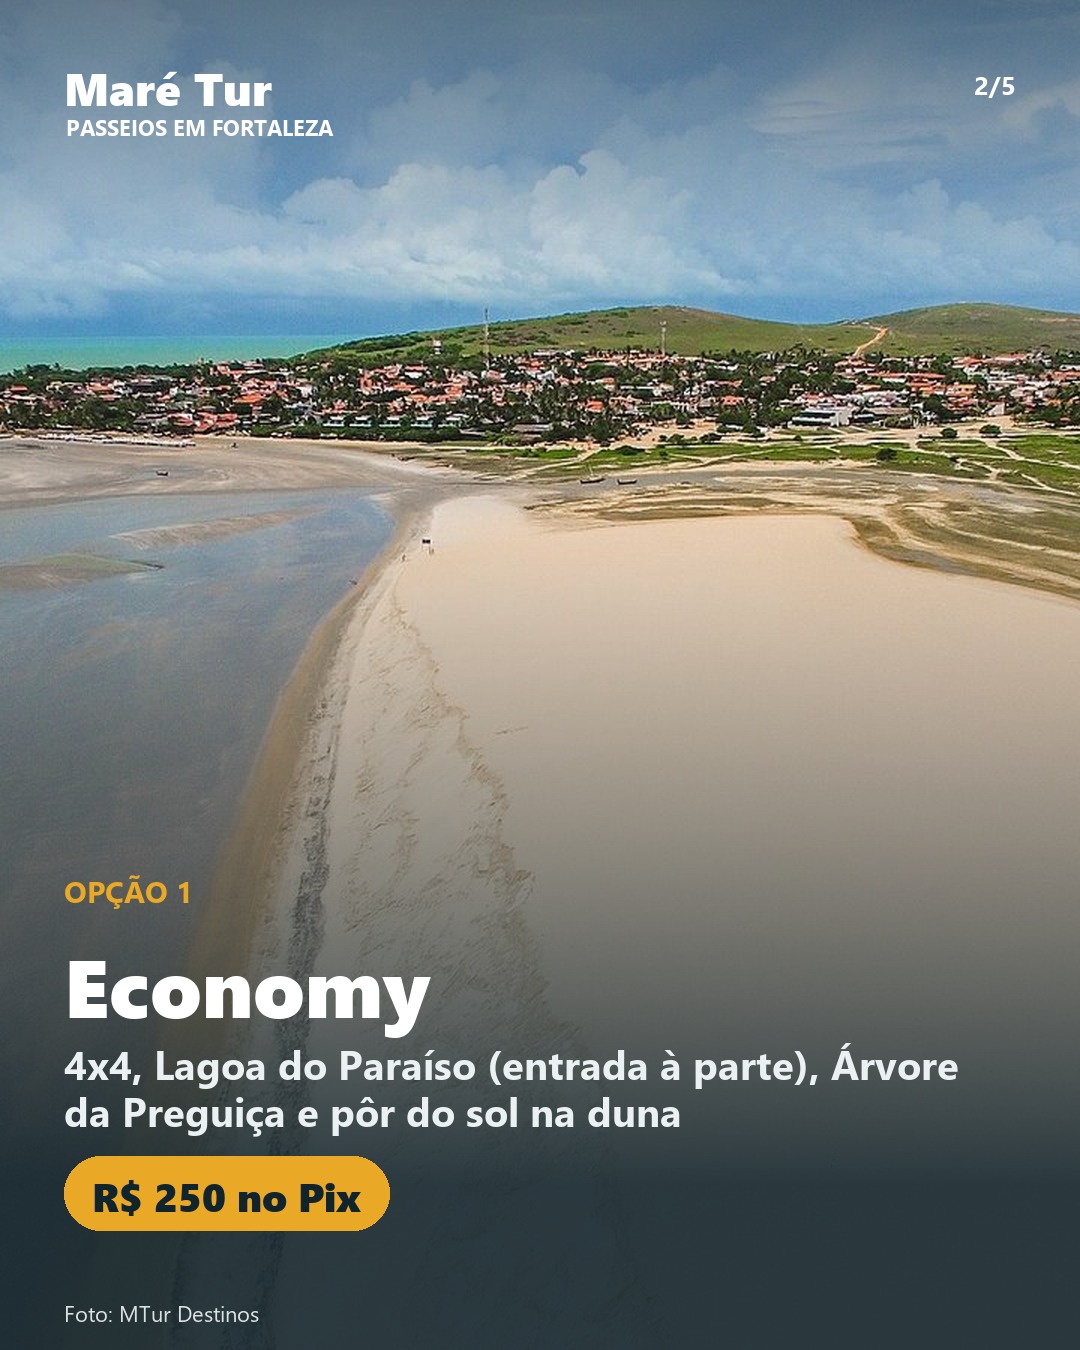 Maré Tur
PASSEIOS EM FORTALEZA
2/5
OPÇÃO 1
Economy
4x4, Lagoa do Paraíso (entrada à parte), Árvore
da Preguiça e pôr do sol na duna
R$ 250 no Pix
Foto: MTur Destinos